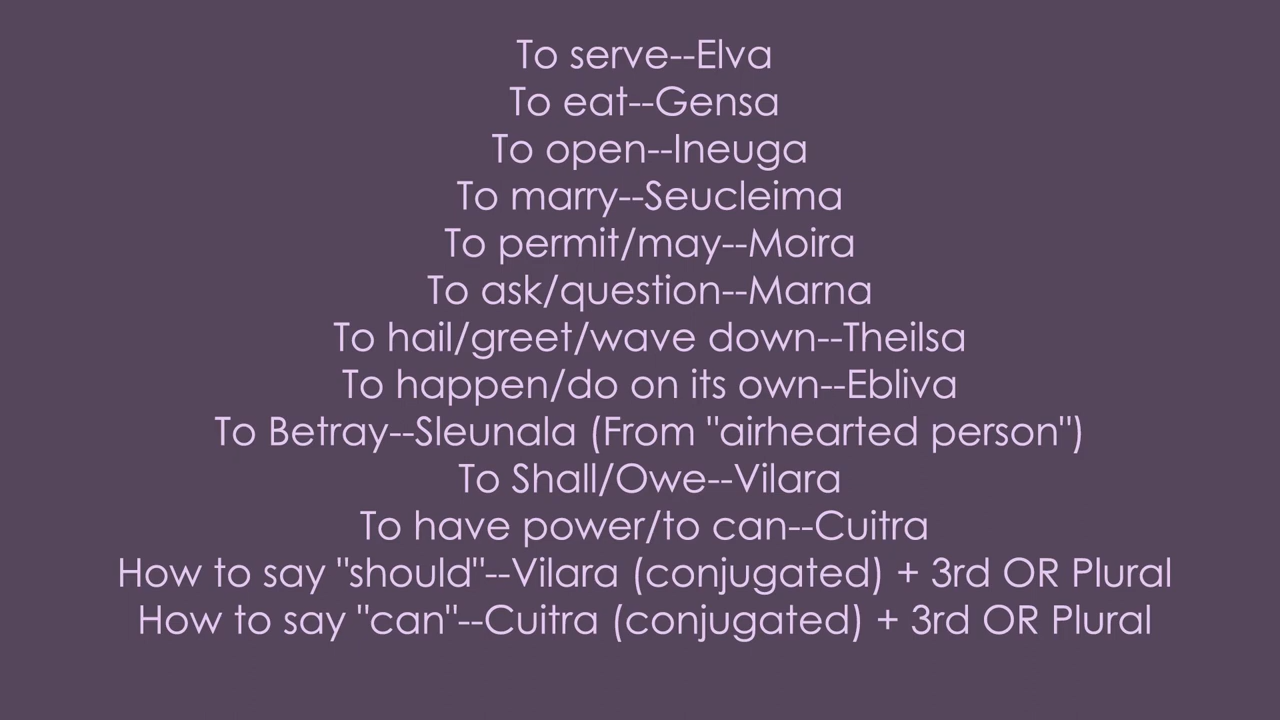 To serve--Elva
To eat--Gensa
To open--Ineuga
To marry--Seucleima
To permit/may--Moira
To ask/question--Marna
To hail/greet/wave down--Theilsa
To happen/do on its own--Ebliva
To Betray--Sleunala (From "airhearted person")
To Shall/Owe--Vilara
To have power/to can--Cuitra
How to say "should"--Vilara (conjugated) + 3rd OR Plural
How to say "can"--Cuitra (conjugated) + 3rd OR Plural